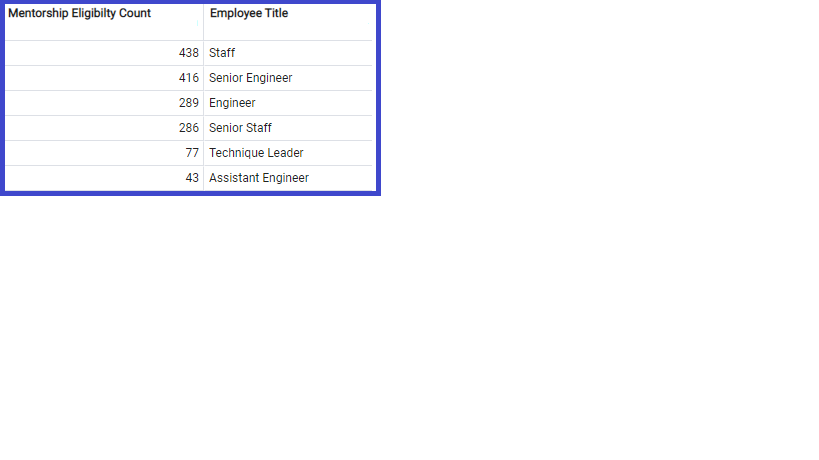 Mentorship Eligibilty Count Employee Title
438 Staff
416 Senior Engineer
289 Engineer
286 Senior Staff
77 Technique Leader
43 Assistant Engineer